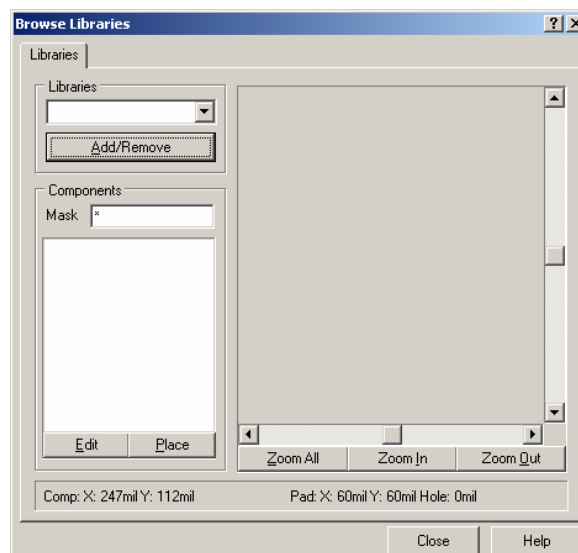 Browse Libraries
Libraries
Libraries
Add/Remove
Components
Mask *
Edit Place
Zoom All Zoom In Zoom Out
Comp: X: 247mil Y: 112mil Pad: X: 60mil Y: 60mil Hole: 0mil
Close Help